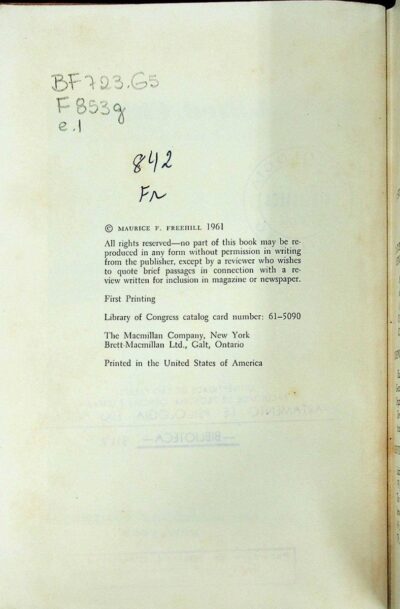 BF723.G5
F853g
e.1
842
Fr
© MAURICE F. FREEHILL 1961
All rights reserved—no part of this book may be re-
produced in any form without permission in writing
from the publisher, except by a reviewer who wishes
to quote brief passages in connection with a re-
view written for inclusion in magazine or newspaper.
First Printing
Library of Congress catalog card number: 61-5090
The Macmillan Company, New York
Brett-Macmillan Ltd., Galt, Ontario
Printed in the United States of America
— BIBLIOTECA —